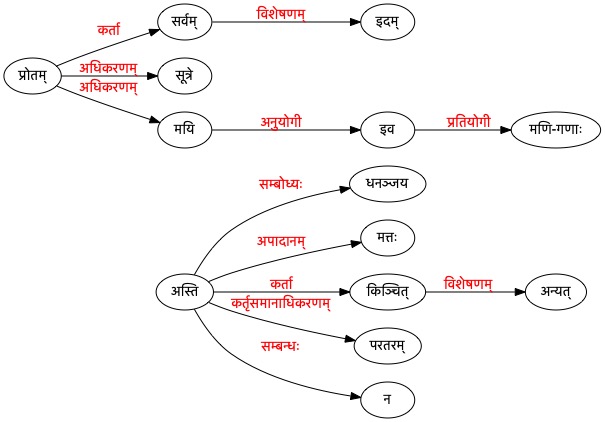 कर्ता
सर्वम्
विशेषणम्
इदम्
प्रोतम्
अधिकरणम्
सूत्रे
अधिकरणम्
मयि
अनुयोगी
इव
प्रतियोगी
मणि-गणाः
सम्बोध्यः
धनञ्जय
अपादानम्
मत्तः
अस्ति
कर्ता
किञ्चित्
विशेषणम्
अन्यत्
कर्तृसमानाधिकरणम्
परतरम्
सम्बन्धः
न